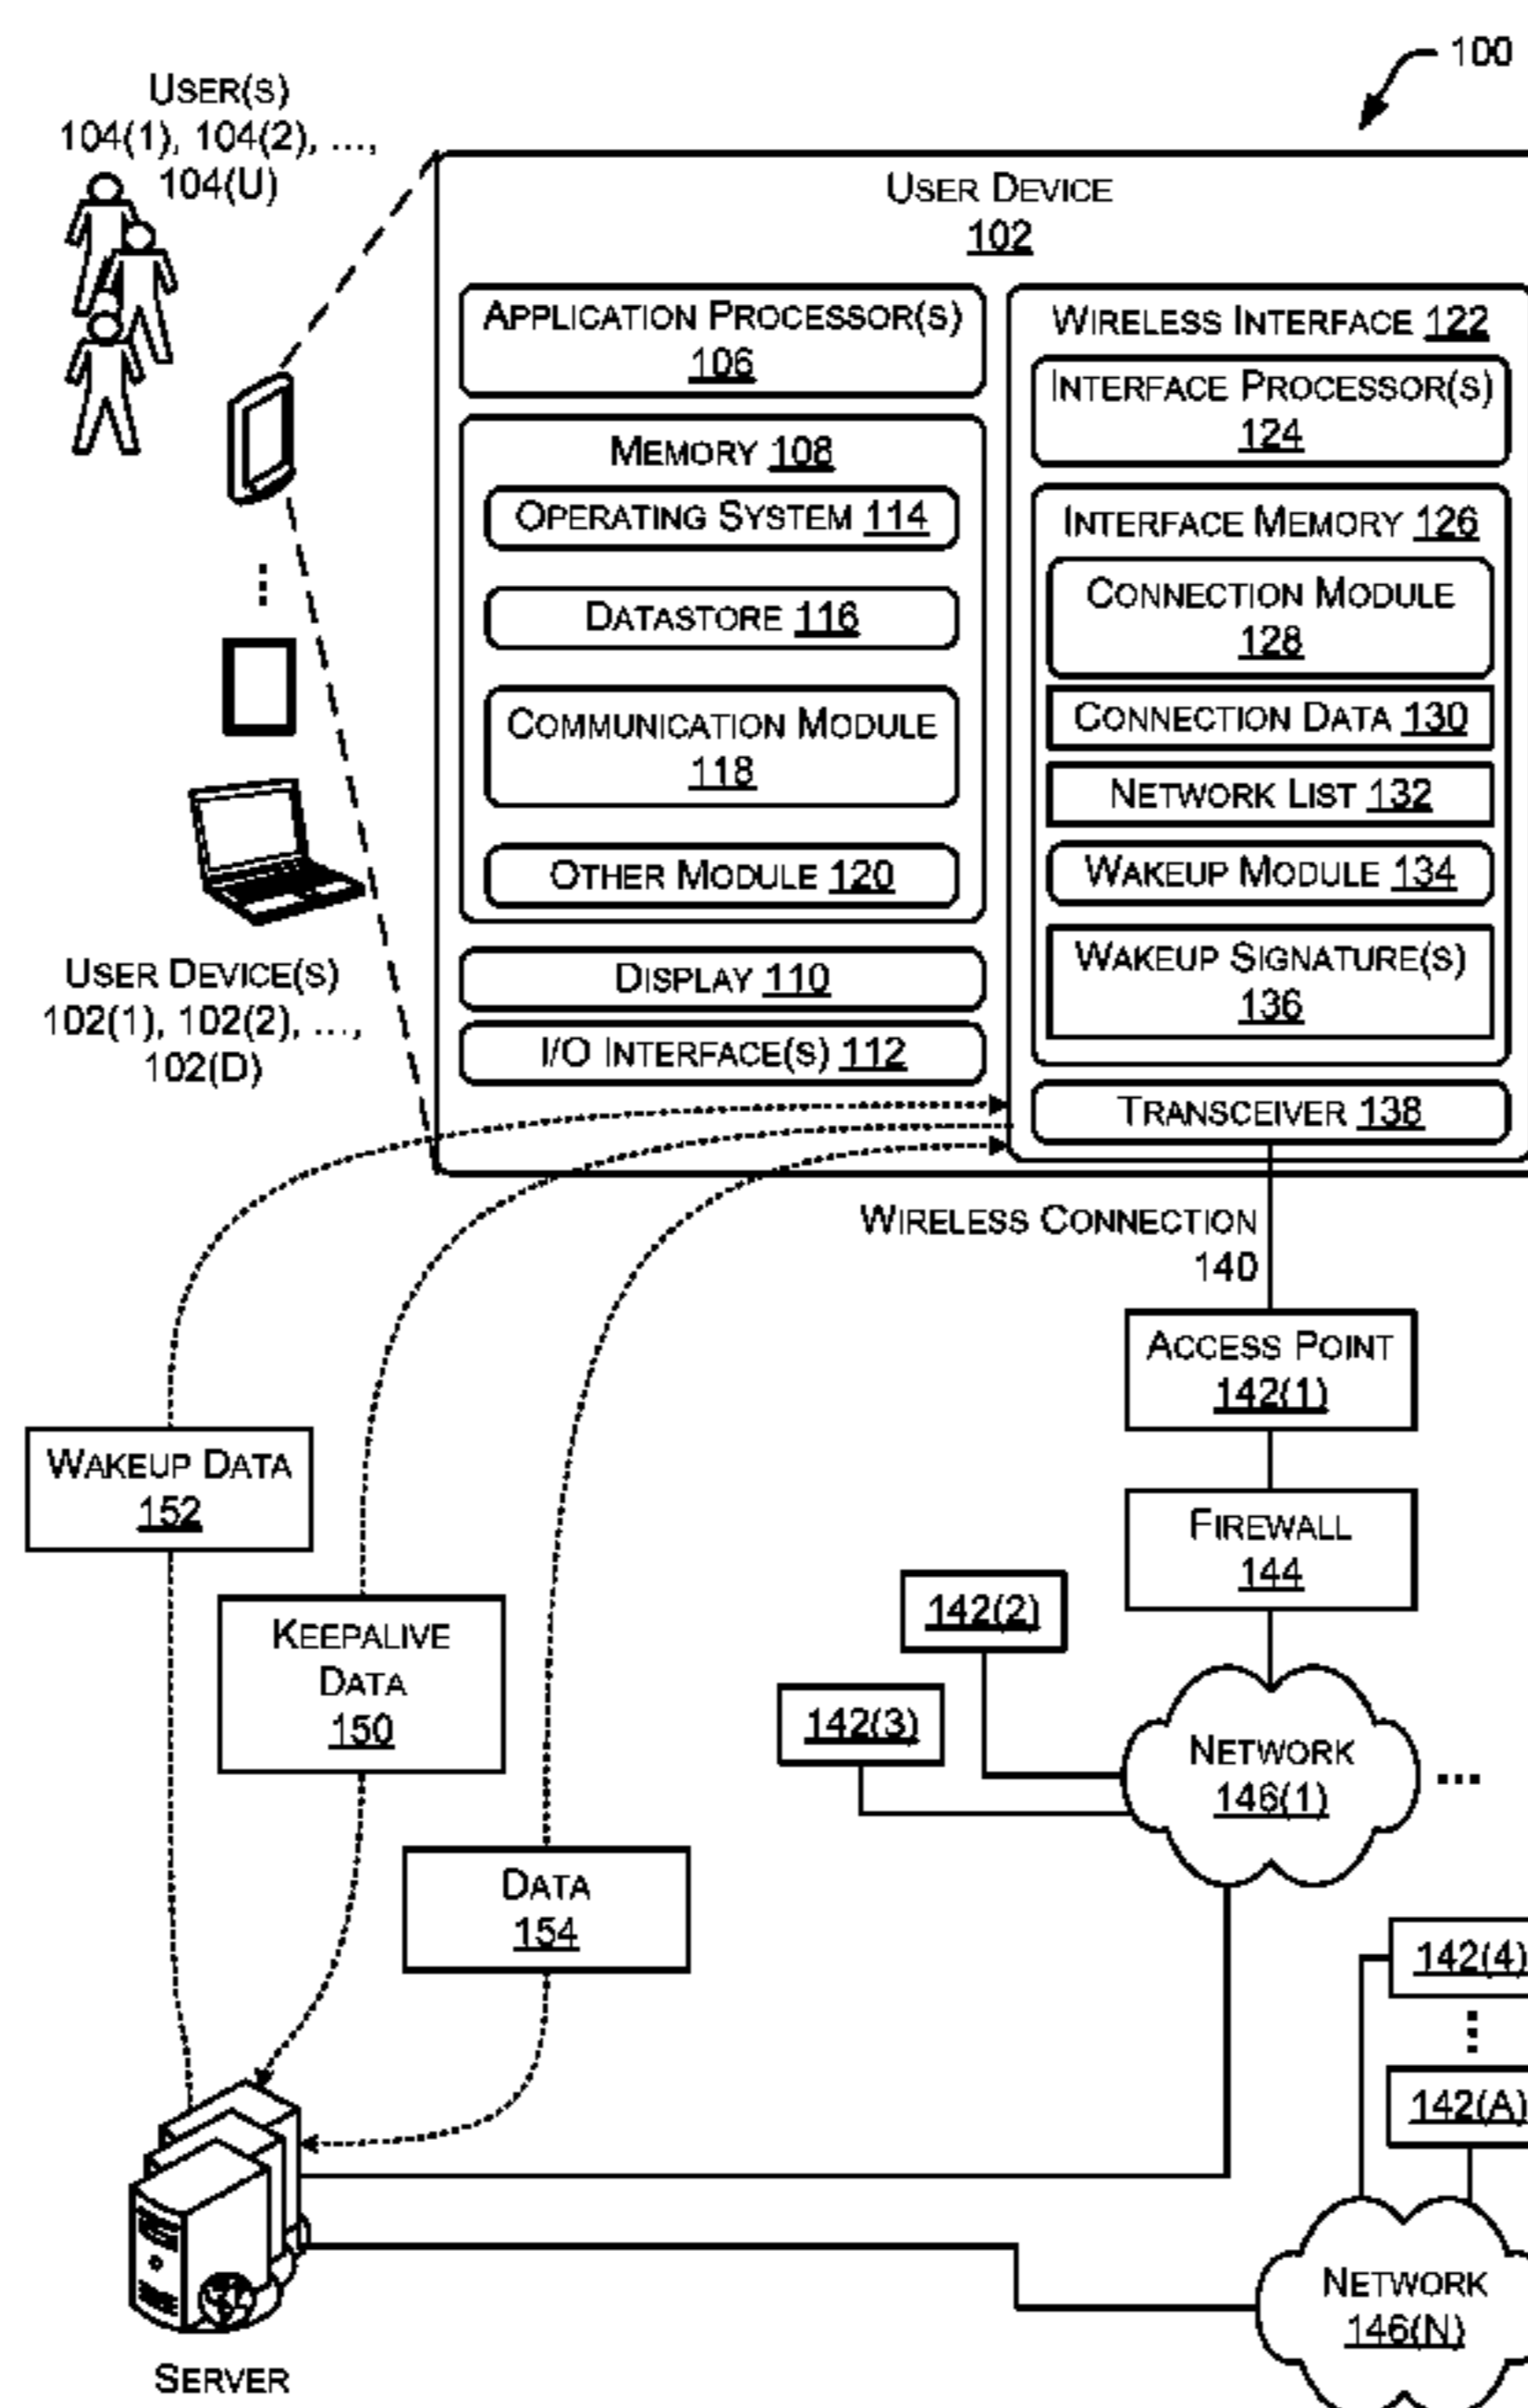 100
USER(S)
104(1), 104(2), ...,
104(U)
USER DEVICE
102
APPLICATION PROCESSOR(S)
106
MEMORY 108
OPERATING SYSTEM 114
DATASTORE 116
COMMUNICATION MODULE
118
OTHER MODULE 120
DISPLAY 110
I/O INTERFACE(S) 112
WIRELESS INTERFACE 122
INTERFACE PROCESSOR(S)
124
INTERFACE MEMORY 126
CONNECTION MODULE
128
CONNECTION DATA 130
NETWORK LIST 132
WAKEUP MODULE 134
WAKEUP SIGNATURE(S)
136
TRANSCEIVER 138
USER DEVICE(S)
102(1), 102(2), ...,
102(D)
WIRELESS CONNECTION
140
ACCESS POINT
142(1)
WAKEUP DATA
152
FIREWALL
144
KEEPALIVE
DATA
150
142(2)
142(3)
NETWORK
146(1)
...
DATA
154
142(4)
142(A)
NETWORK
146(N)
SERVER